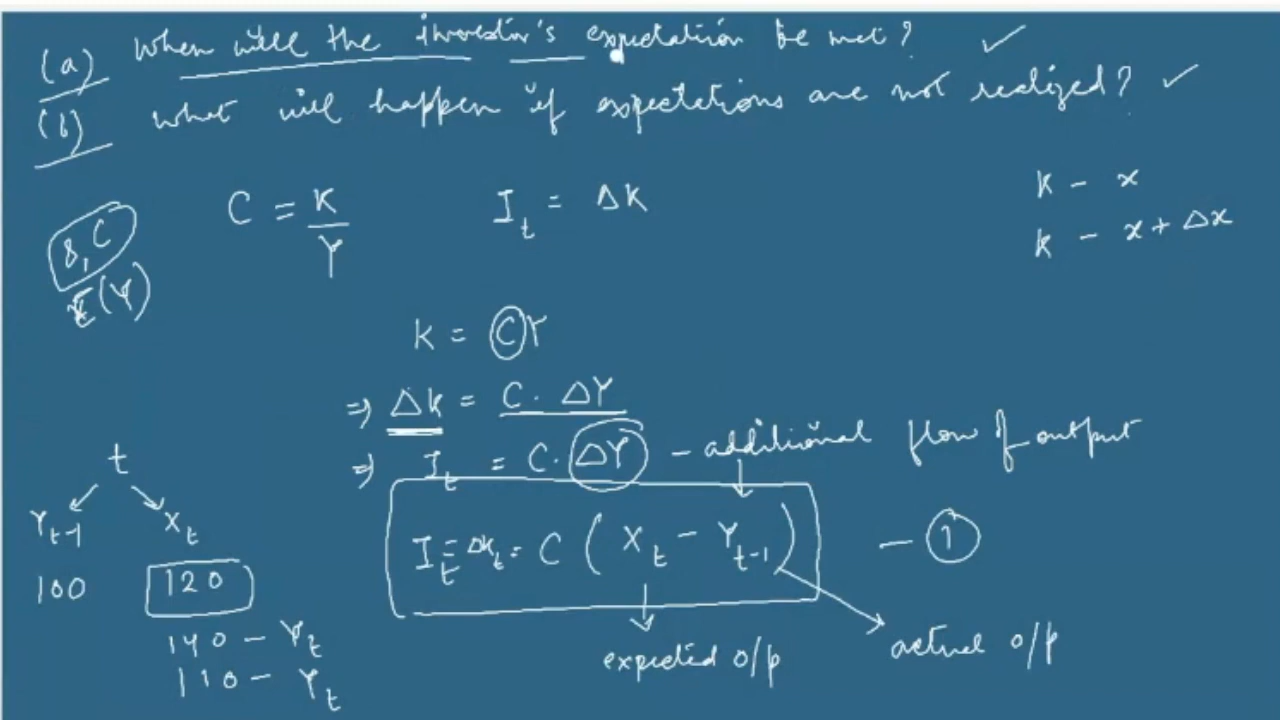 (a) When will the investor's expectation be met? ✓
(b) what will happen if expectations are not realized? ✓
C = K/Y
I_t = ΔK
K - x
K - x + Δx
8, C
(Y)
K = CY
⇒ ΔK = C. ΔY
⇒ I_t = C. ΔY - additional flow of output
I_t = ΔK_t = C (X_t - Y_t-1) - 1
t
Y_t-1 X_t
100 120
140 - Y_t
110 - Y_t
expected o/p
actual o/p